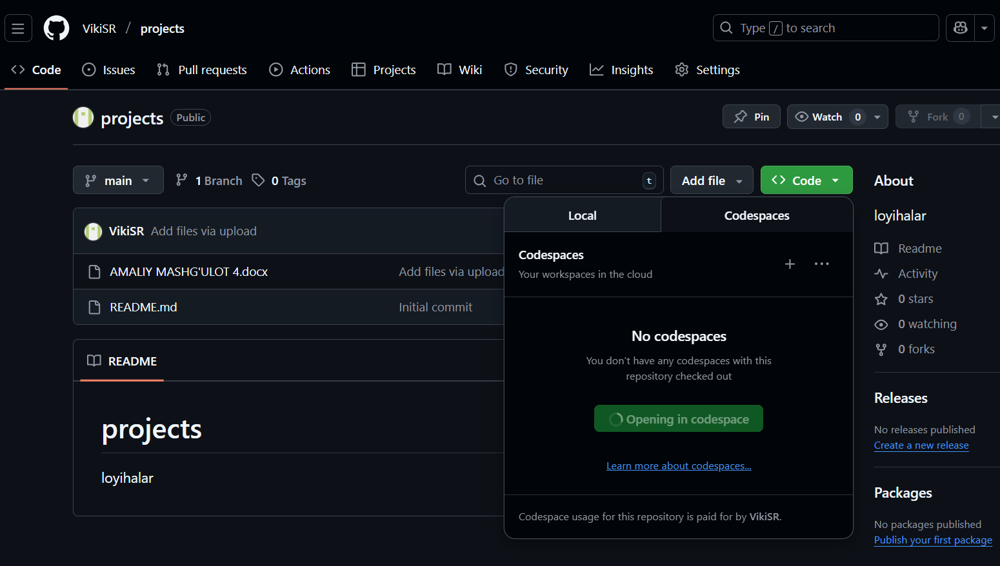 VikiSR / projects
Type / to search
Code Issues Pull requests Actions Projects Wiki Security Insights Settings
projects Public
Pin Watch 0 Fork 0
main 1 Branch 0 Tags Go to file t Add file Code
VikiSR Add files via upload
AMALIY MASHG'ULOT 4.docx Add files via upload
README.md Initial commit
README
projects
loyihalar
Local Codespaces
Codespaces
Your workspaces in the cloud
No codespaces
You don't have any codespaces with this
repository checked out
Opening in codespace
Learn more about codespaces...
Codespace usage for this repository is paid for by VikiSR.
About
loyihalar
Readme
Activity
0 stars
0 watching
0 forks
Releases
No releases published
Create a new release
Packages
No packages published
Publish your first package